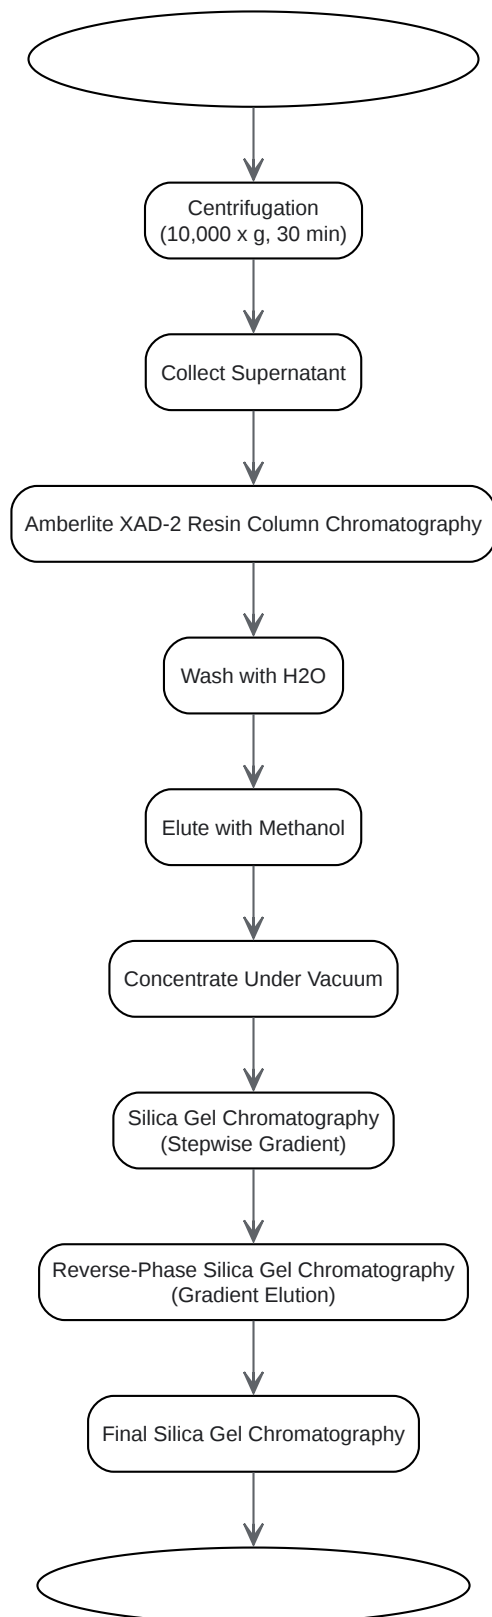 Centrifugation
(10,000 x g, 30 min)
Collect Supernatant
Amberlite XAD-2 Resin Column Chromatography
Wash with H2O
Elute with Methanol
Concentrate Under Vacuum
Silica Gel Chromatography
(Stepwise Gradient)
Reverse-Phase Silica Gel Chromatography
(Gradient Elution)
Final Silica Gel Chromatography